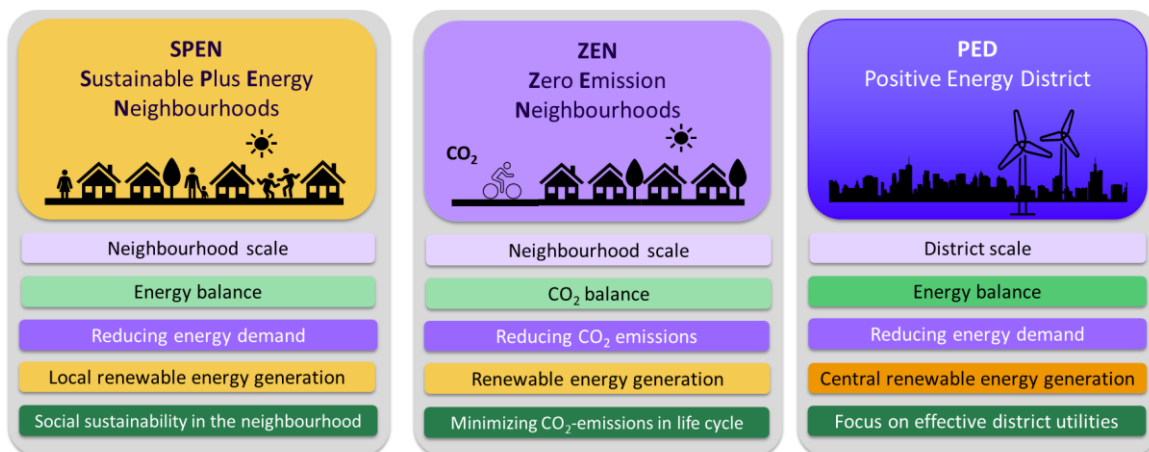 SPEN
Sustainable Plus Energy
Neighbourhoods
Neighbourhood scale
Energy balance
Reducing energy demand
Local renewable energy generation
Social sustainability in the neighbourhood
ZEN
Zero Emission
Neighbourhoods
CO₂
Neighbourhood scale
CO₂ balance
Reducing CO₂ emissions
Renewable energy generation
Minimizing CO₂-emissions in life cycle
PED
Positive Energy District
District scale
Energy balance
Reducing energy demand
Central renewable energy generation
Focus on effective district utilities